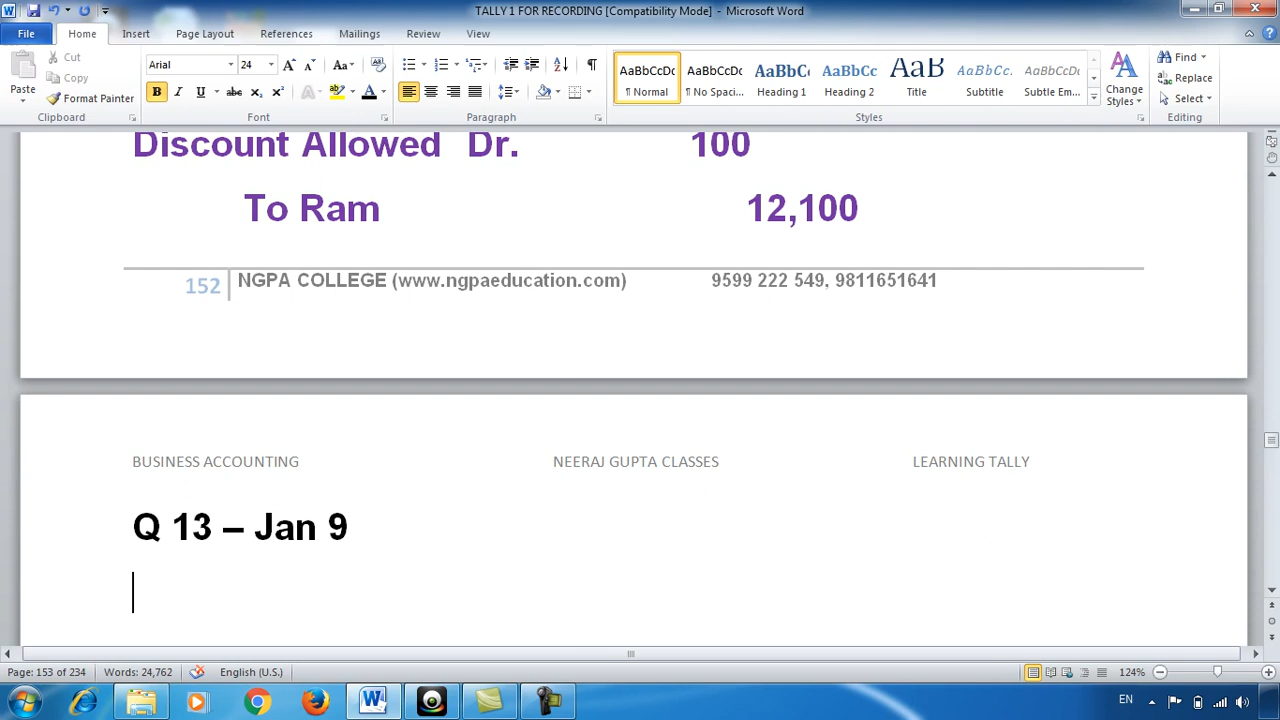 TALLY 1 FOR RECORDING [Compatibility Mode] - Microsoft Word
File Home Insert Page Layout References Mailings Review View
Paste
Cut
Copy
Format Painter
Clipboard
Arial 24
Font
Paragraph
AaBbCcDc AaBbCcDc AaBbCc AaBbCc AaB AaBbCc. AaBbCcDc
¶ Normal ¶ No Spaci... Heading 1 Heading 2 Title Subtitle Subtle Em...
Styles
Change
Styles
Find
Replace
Select
Editing
Discount Allowed Dr. 100
To Ram 12,100
152 NGPA COLLEGE (www.ngpaeducation.com) 9599 222 549, 9811651641
BUSINESS ACCOUNTING NEERAJ GUPTA CLASSES LEARNING TALLY
Q 13 – Jan 9
Page: 153 of 234 Words: 24,762 English (U.S.) 124%
EN